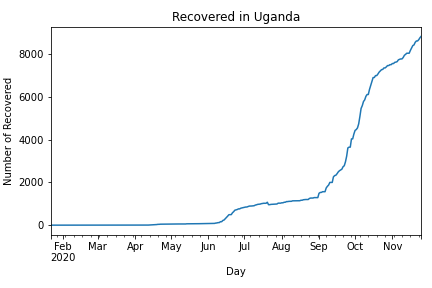 Recovered in Uganda
Number of Recovered
8000
6000
4000
2000
0
Feb Mar Apr May Jun Jul Aug Sep Oct Nov
2020
Day